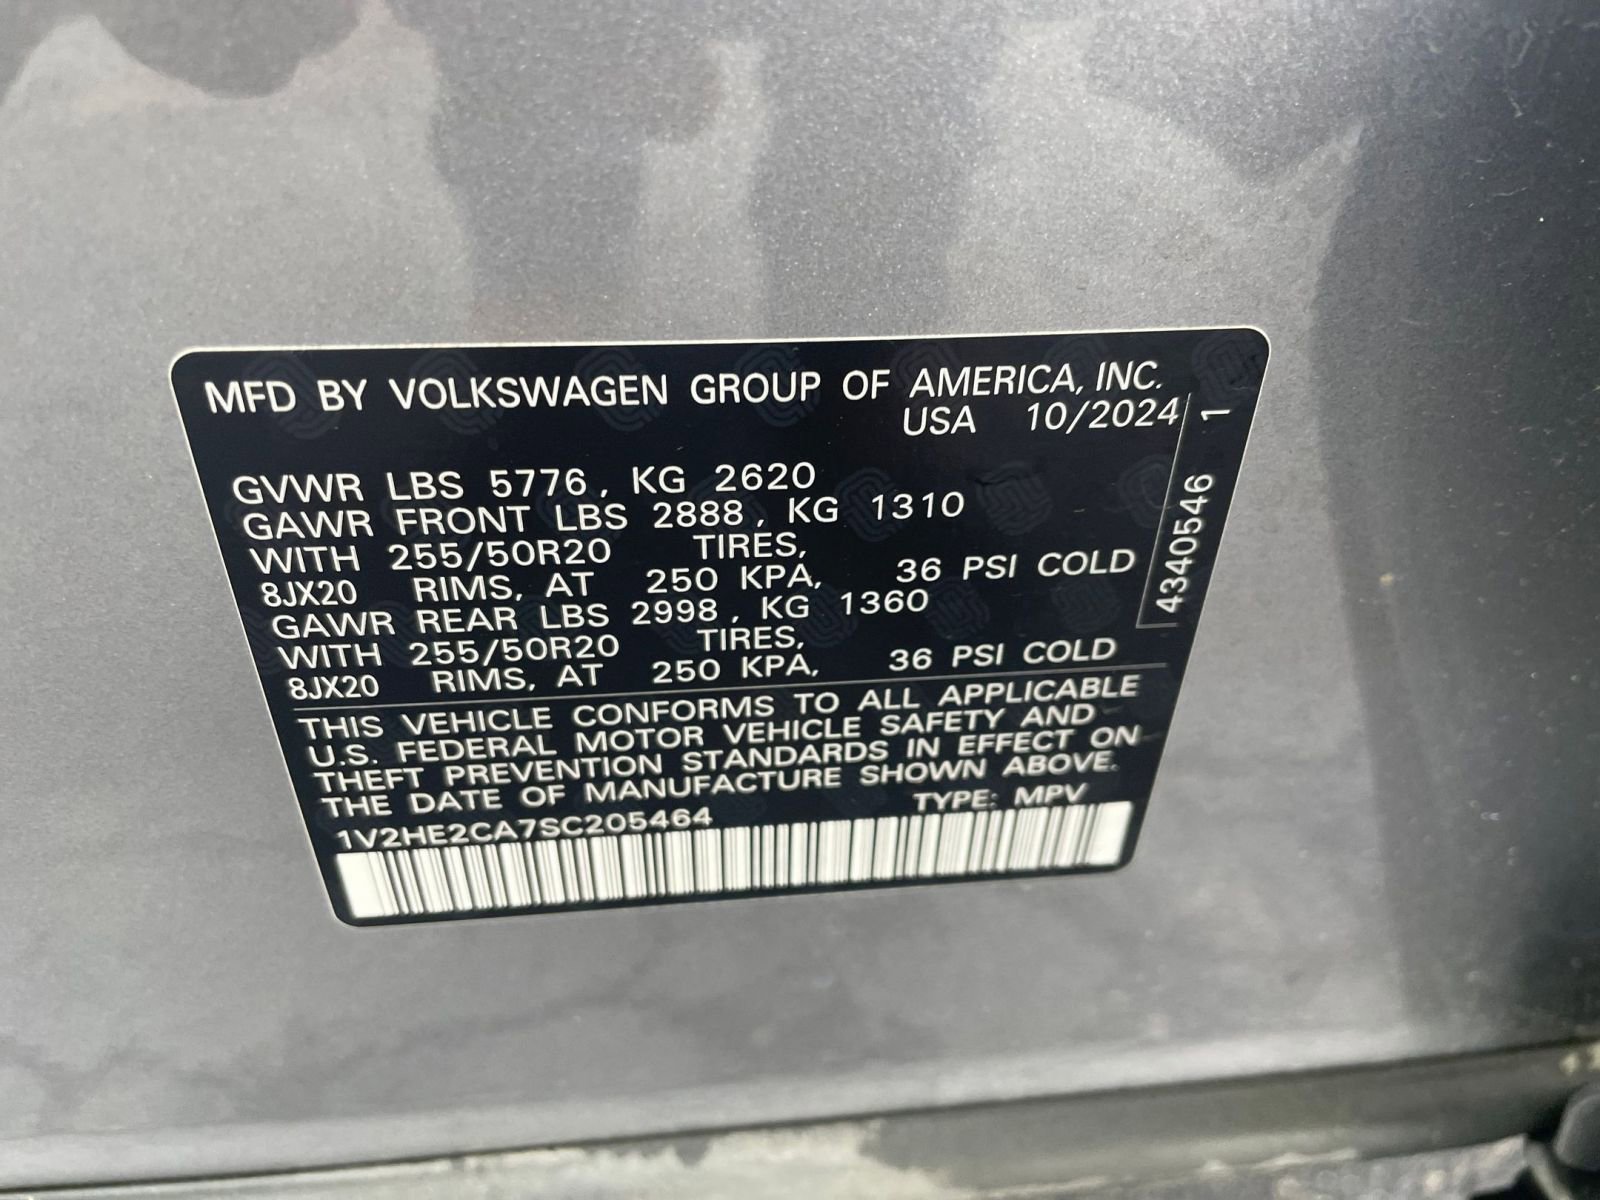 MFD BY VOLKSWAGEN GROUP OF AMERICA, INC.
USA 10/2024
GVWR LBS 5776, KG 2620
GAWR FRONT LBS 2888, KG 1310
WITH 255/50R20 TIRES,
8JX20 RIMS, AT 250 KPA, 36 PSI COLD
GAWR REAR LBS 2998, KG 1360
WITH 255/50R20 TIRES,
8JX20 RIMS, AT 250 KPA, 36 PSI COLD
THIS VEHICLE CONFORMS TO ALL APPLICABLE
U.S. FEDERAL MOTOR VEHICLE SAFETY AND
THEFT PREVENTION STANDARDS IN EFFECT ON
THE DATE OF MANUFACTURE SHOWN ABOVE.
1V2HE2CA7SC205464 TYPE: MPV
4340546 1